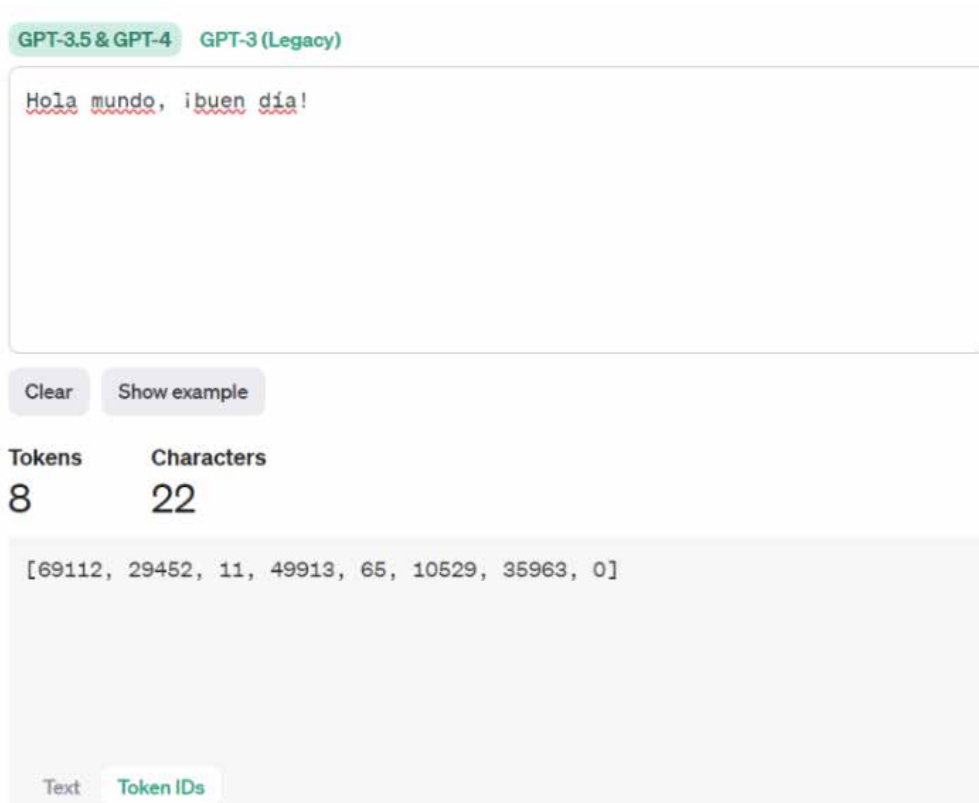 GPT-3.5 & GPT-4 GPT-3 (Legacy)
Hola mundo, ¡buen día!
Clear Show example
Tokens Characters
8 22
[69112, 29452, 11, 49913, 65, 10529, 35963, 0]
Text Token IDs